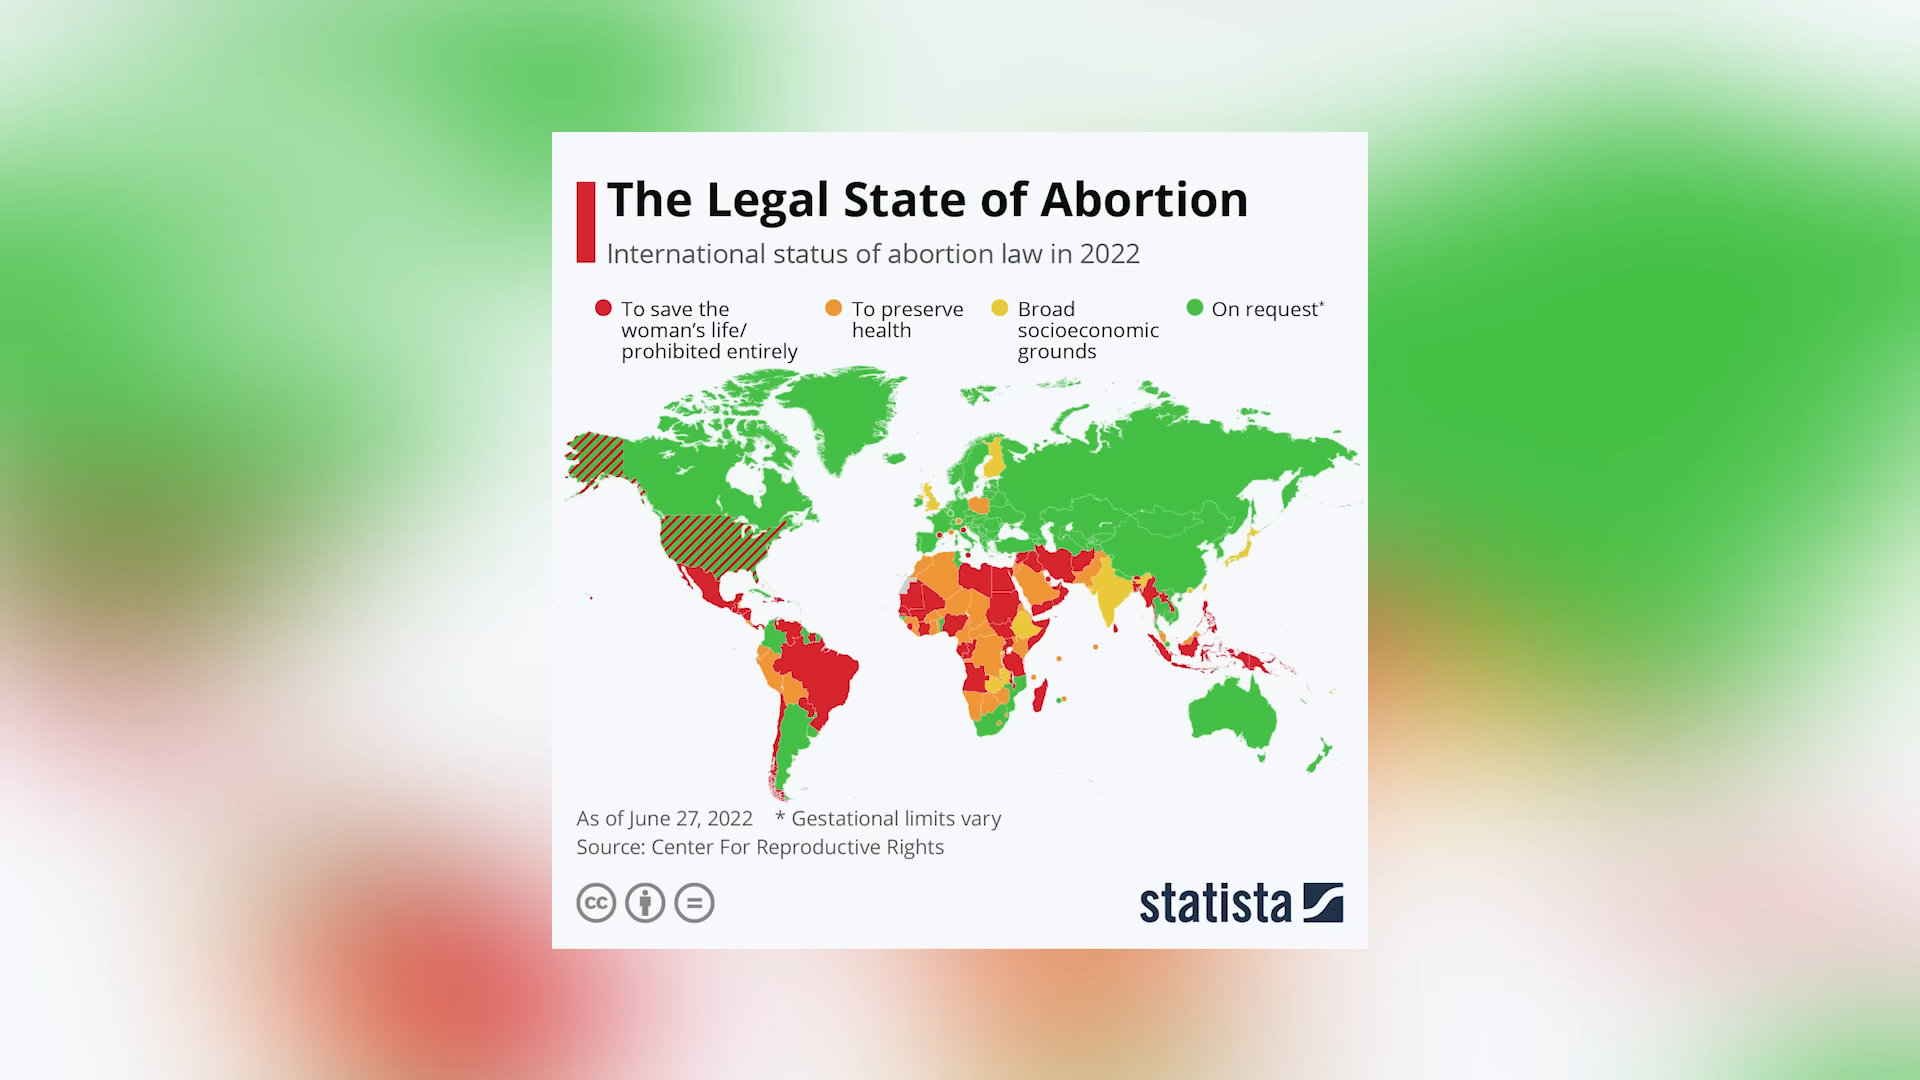 The Legal State of Abortion
International status of abortion law in 2022
To save the
woman's life/
prohibited entirely
To preserve
health
Broad
socioeconomic
grounds
On request*
As of June 27, 2022 * Gestational limits vary
Source: Center For Reproductive Rights
cc
statista